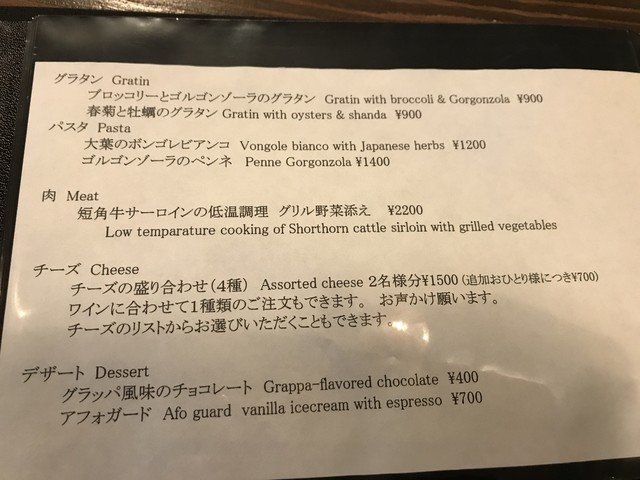 グラタン Gratin
ブロッコリーとゴルゴンゾーラのグラタン Gratin with broccoli & Gorgonzola ¥900
春菊と牡蠣のグラタン Gratin with oysters & shanda ¥900
パスタ Pasta
大葉のボンゴレビアンコ Vongole bianco with Japanese herbs ¥1200
ゴルゴンゾーラのペンネ Penne Gorgonzola ¥1400
肉 Meat
短角牛サーロインの低温調理 グリル野菜添え ¥2200
Low temparature cooking of Shorthorn cattle sirloin with grilled vegetables
チーズ Cheese
チーズの盛り合わせ(4種) Assorted cheese 2名様分¥1500(追加おひとり様につき¥700)
ワインに合わせて1種類のご注文もできます。 お声かけ願います。
チーズのリストからお選びいただくこともできます。
デザート Dessert
グラッパ風味のチョコレート Grappa-flavored chocolate ¥400
アフォガード Afo guard vanilla icecream with espresso ¥700